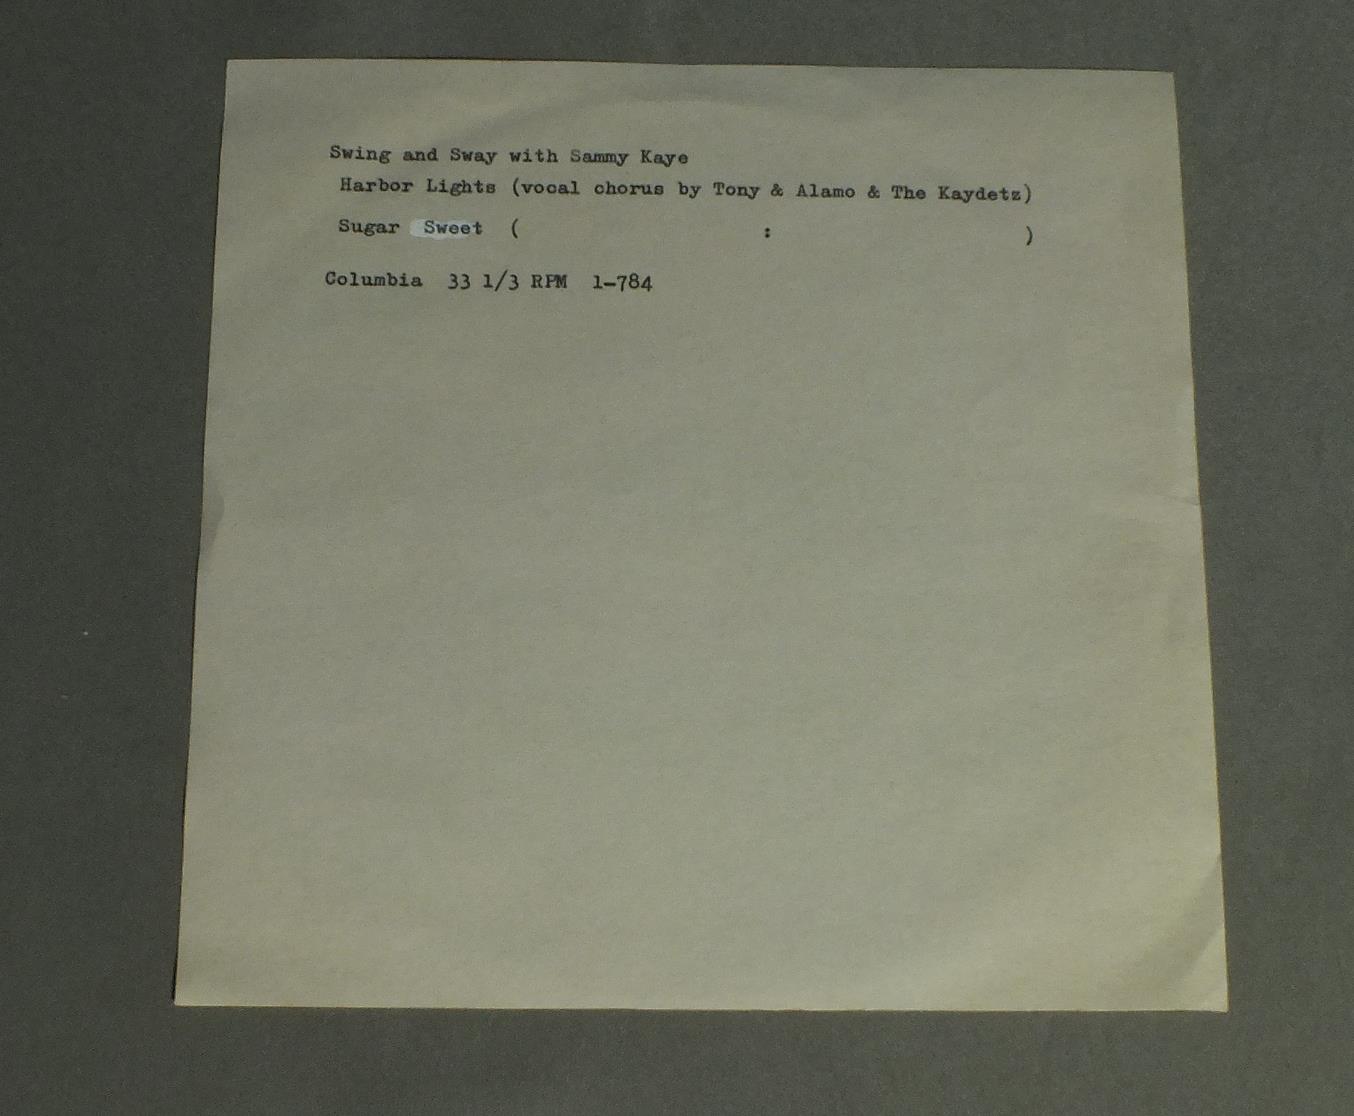 Swing and Sway with Sammy Kaye
Harbor Lights (vocal chorus by Tony & Alamo & The Kaydetz)
Sugar Sweet ( : )
Columbia 33 1/3 RPM 1-784